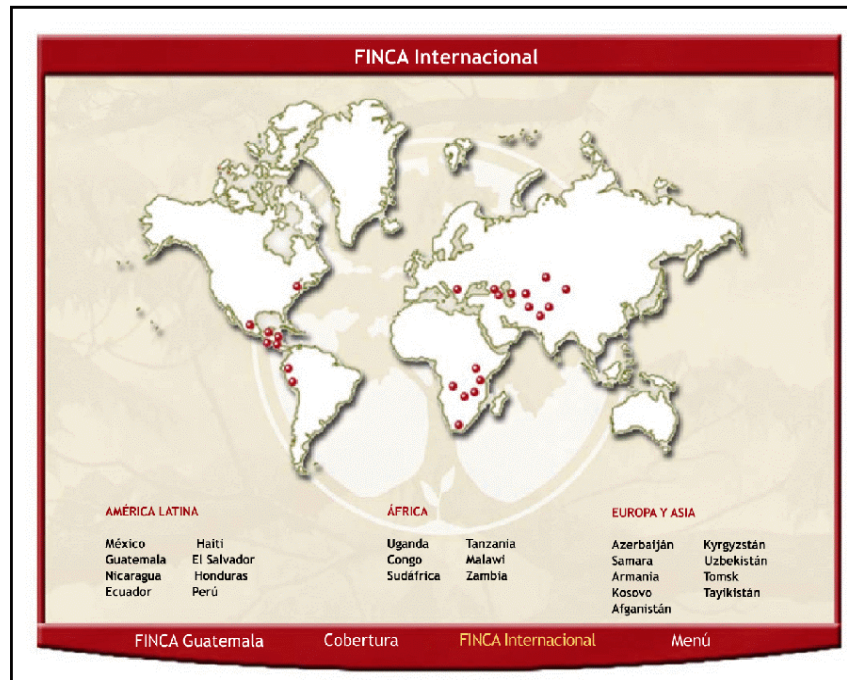 FINCA Internacional
AMÉRICA LATINA
México Haiti
Guatemala El Salvador
Nicaragua Honduras
Ecuador Perú
ÁFRICA
Uganda Tanzania
Congo Malawi
Sudáfrica Zambia
EUROPA Y ASIA
Azerbaiján Kyrgyzstán
Samara Uzbekistán
Armania Tomsk
Kosovo Tayikistán
Afganistán
FINCA Guatemala Cobertura FINCA Internacional Menú